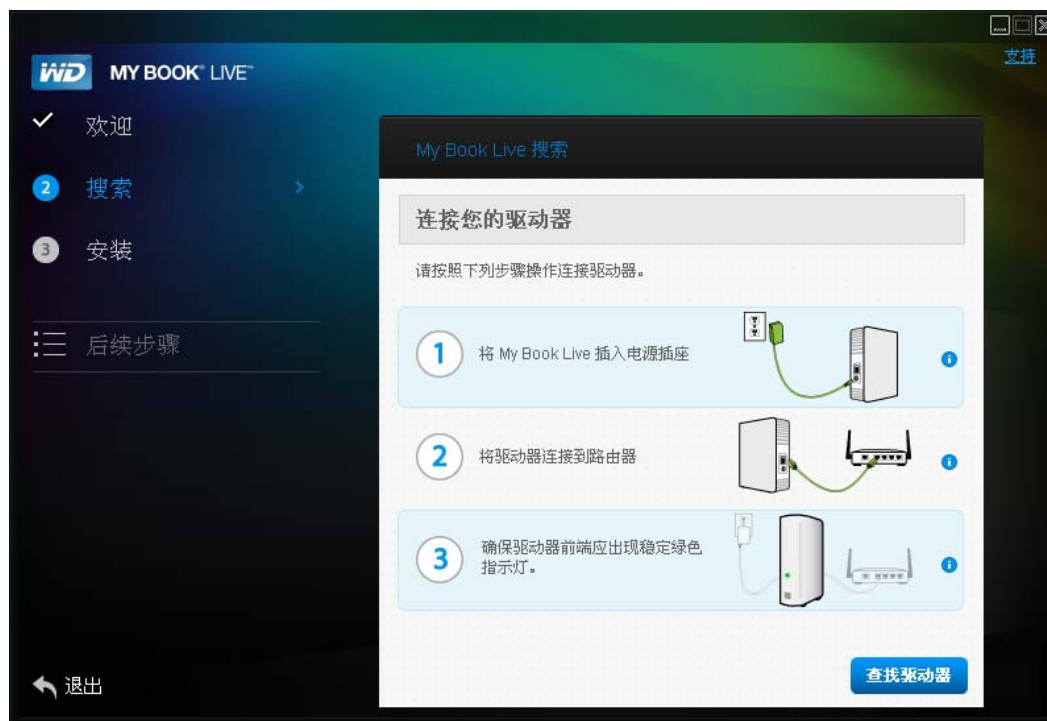 支持
WD MY BOOK® LIVE™
欢迎
2 搜索
3 安装
后续步骤
退出
My Book Live 搜索
连接您的驱动器
请按照下列步骤操作连接驱动器。
1 将 My Book Live 插入电源插座
2 将驱动器连接到路由器
3 确保驱动器前端应出现稳定绿色
指示灯。
查找驱动器